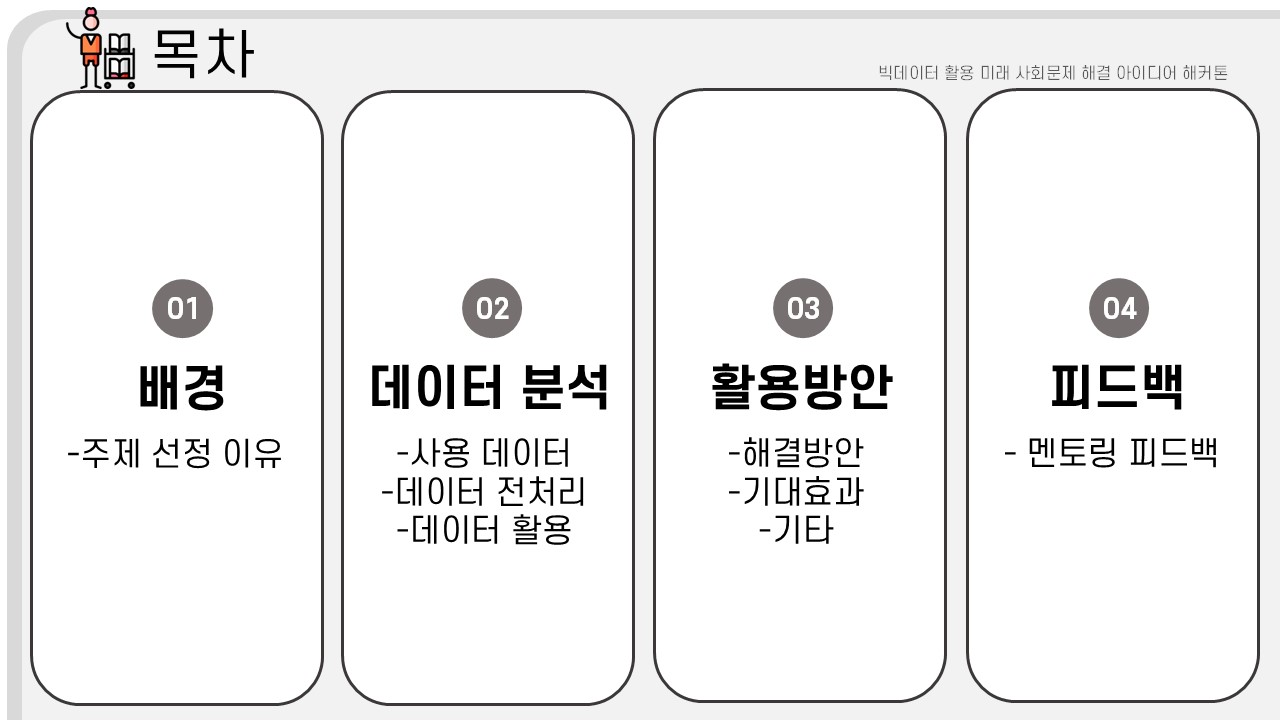 목차
빅데이터 활용 미래 사회문제 해결 아이디어 해커톤
01
배경
-주제 선정 이유
02
데이터 분석
-사용 데이터
-데이터 전처리
-데이터 활용
03
활용방안
-해결방안
-기대효과
-기타
04
피드백
- 멘토링 피드백